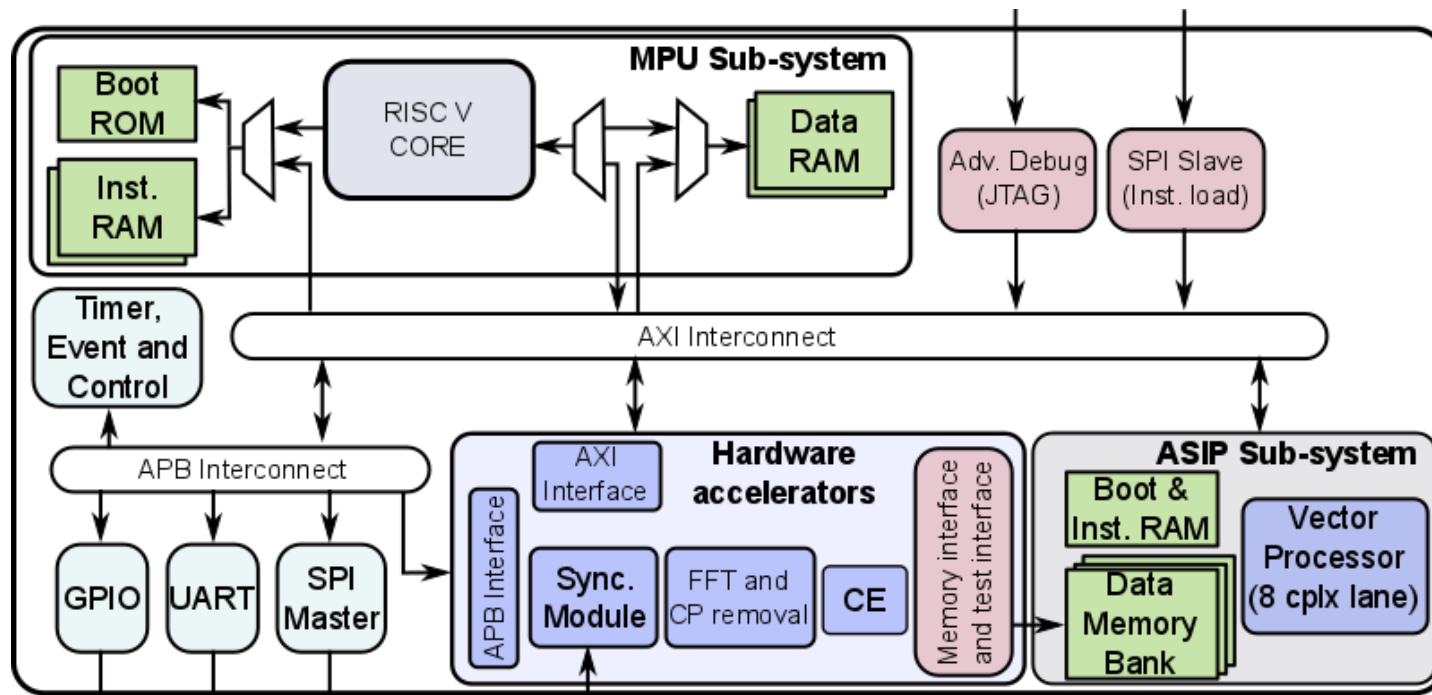 MPU Sub-system
Boot
ROM
RISC V
CORE
Data
RAM
Inst.
RAM
Adv. Debug
(JTAG)
SPI Slave
(Inst. load)
Timer,
Event and
Control
AXI Interconnect
APB Interconnect
GPIO
UART
SPI
Master
Hardware
accelerators
AXI
Interface
APB Interface
Sync.
Module
FFT and
CP removal
CE
Memory interface
and test interface
ASIP Sub-system
Boot &
Inst. RAM
Data
Memory
Bank
Vector
Processor
(8 cplx lane)